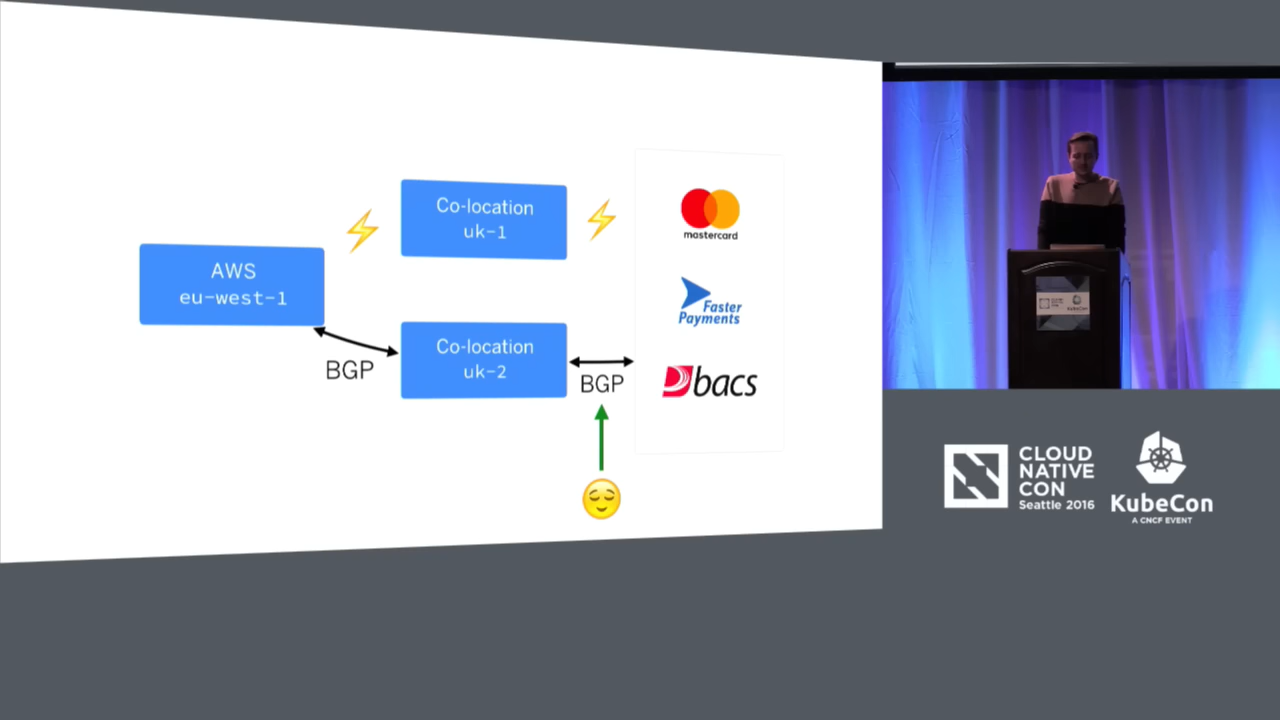 AWS
eu-west-1
BGP
Co-location
uk-1
Co-location
uk-2
BGP
mastercard
Faster
Payments
bacs
CLOUD
NATIVE
CON
Seattle 2016
KubeCon
A CNCF EVENT